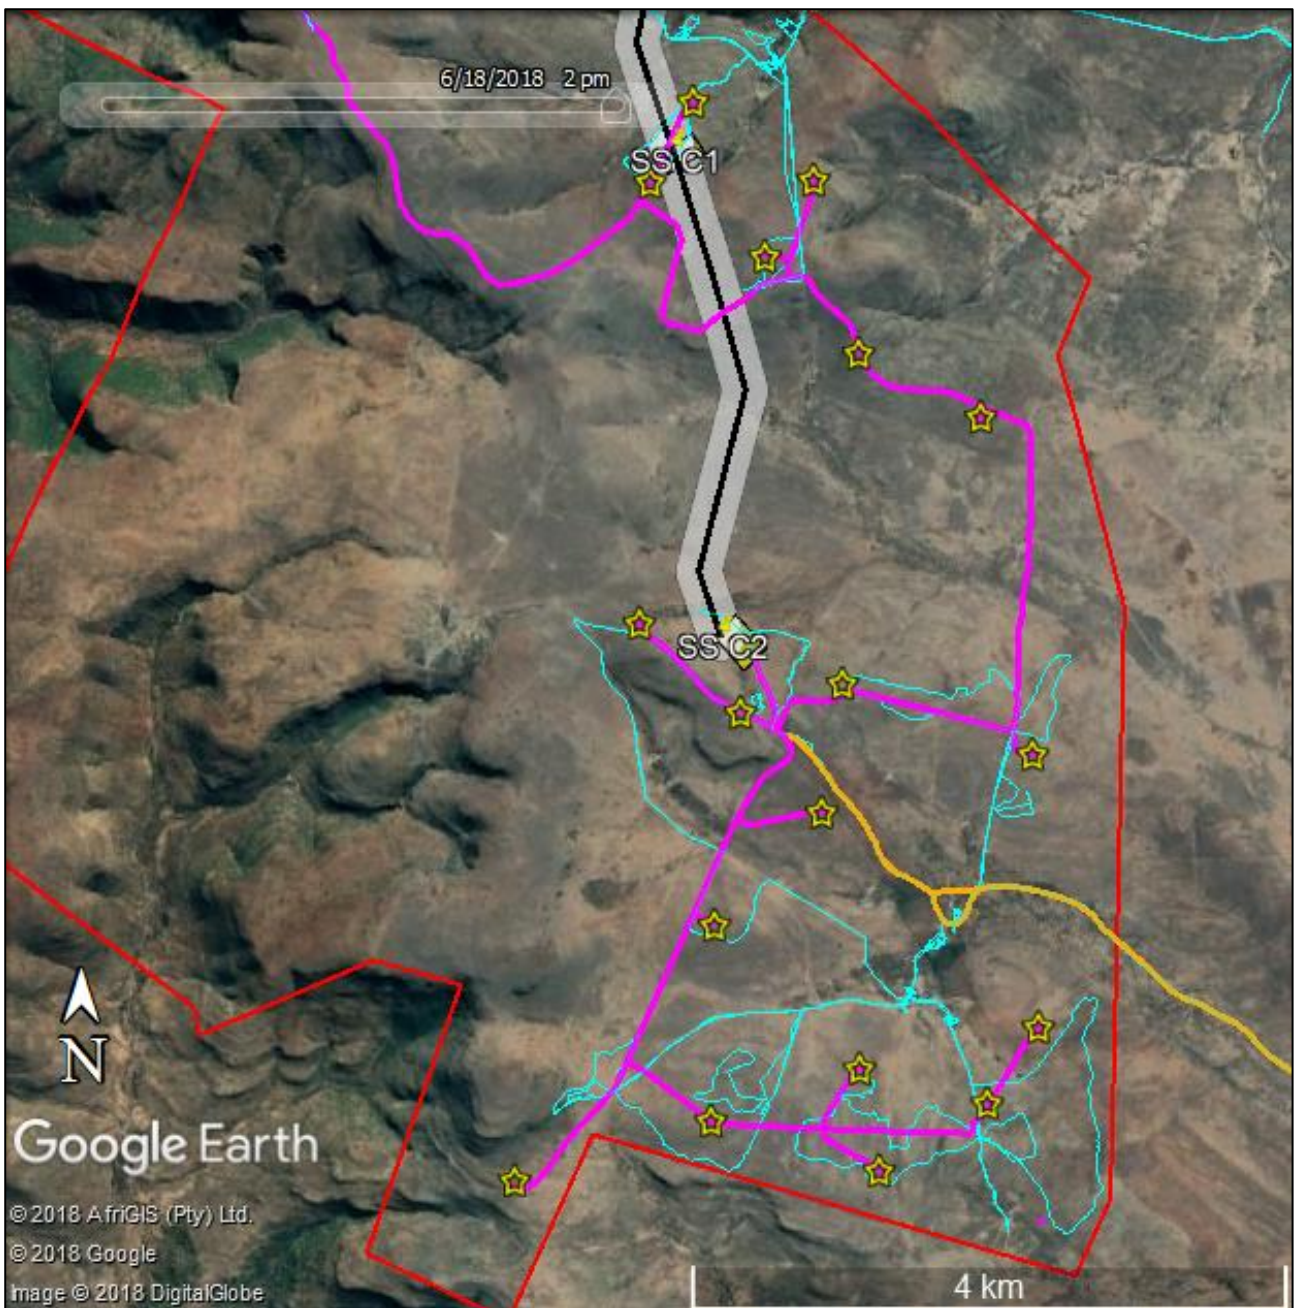 6/18/2018 2 pm
SS C1
SS C2
N
Google Earth
© 2018 AfriGIS (Pty) Ltd.
© 2018 Google
Image © 2018 DigitalGlobe
4 km